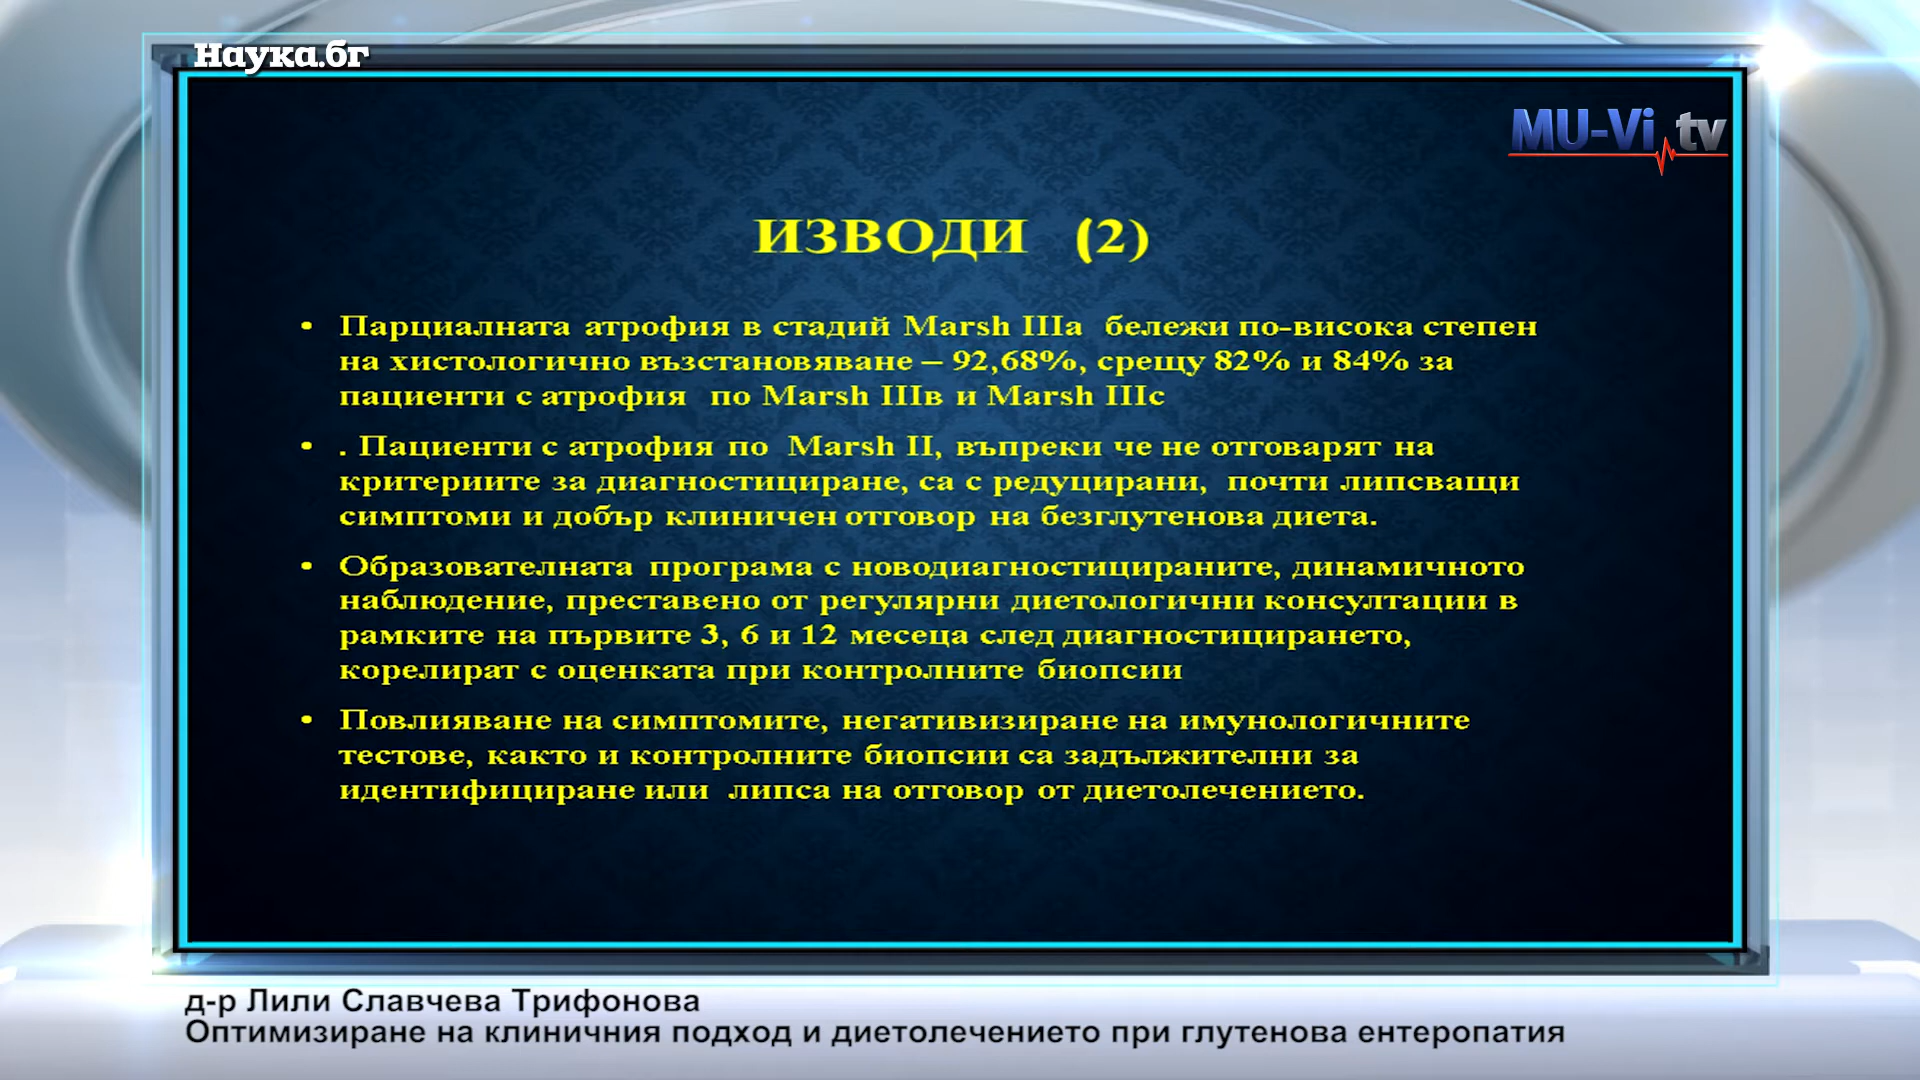 Наука.бг
MU-Vi tv
ИЗВОДИ (2)
• Парциалната атрофия в стадий Marsh IIIа бележи по-висока степен
на хистологично възстановяване – 92,68%, срещу 82% и 84% за
пациенти с атрофия по Marsh IIIв и Marsh IIIс
• . Пациенти с атрофия по Marsh II, въпреки че не отговарят на
критериите за диагностициране, са с редуцирани, почти липсващи
симптоми и добър клиничен отговор на безглутенова диета.
• Образователната програма с новодиагностицираните, динамичното
наблюдение, преставено от регулярни диетологични консултации в
рамките на първите 3, 6 и 12 месеца след диагностицирането,
корелират с оценката при контролните биопсии
• Повлияване на симптомите, негативизиране на имунологичните
тестове, както и контролните биопсии са задължителни за
идентифициране или липса на отговор от диетолечението.
д-р Лили Славчева Трифонова
Оптимизиране на клиничния подход и диетолечението при глутенова ентеропатия